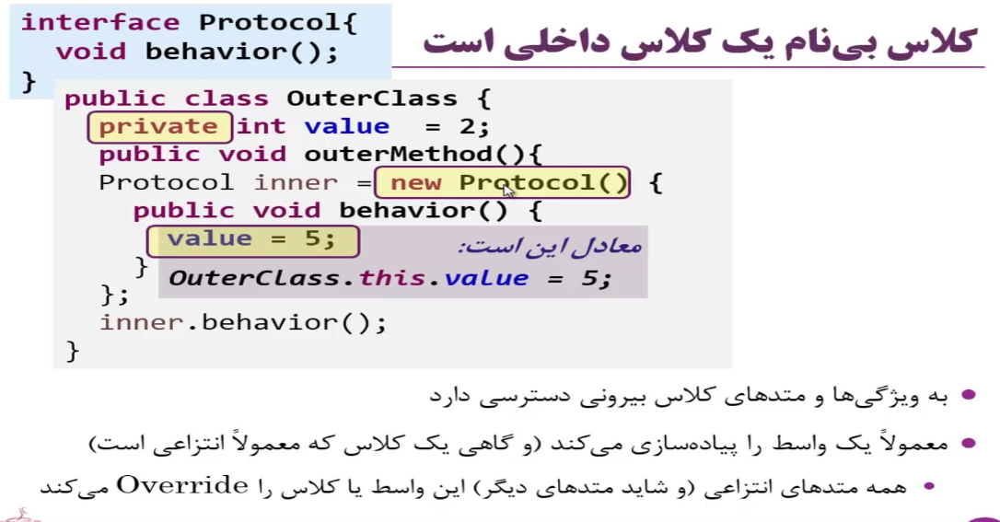 کلاس بی‌نام یک کلاس داخلی است
interface Protocol{
void behavior();
}
public class OuterClass {
private int value = 2;
public void outerMethod(){
Protocol inner = new Protocol() {
public void behavior() {
value = 5;
معادل این است:
}
OuterClass.this.value = 5;
};
inner.behavior();
}
به ویژگی‌ها و متدهای کلاس بیرونی دسترسی دارد
معمولاً یک واسط را پیاده‌سازی می‌کند (و گاهی یک کلاس که معمولاً انتزاعی است)
همه متدهای انتزاعی (و شاید متدهای دیگر) این واسط یا کلاس را Override می‌کند